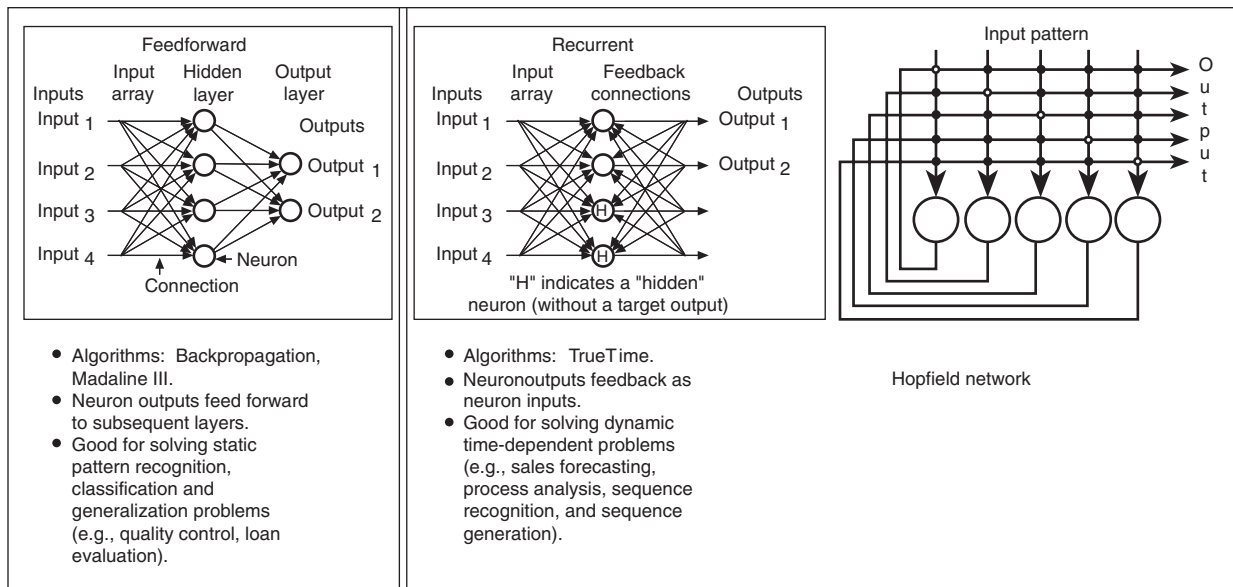 Feedforward
Input Hidden Output
array layer layer
Inputs
Outputs
Input 1
Input 2
Input 3
Input 4
Output 1
Output 2
Neuron
Connection
• Algorithms: Backpropagation,
Madaline III.
• Neuron outputs feed forward
to subsequent layers.
• Good for solving static
pattern recognition,
classification and
generalization problems
(e.g., quality control, loan
evaluation).
Recurrent
Input Feedback
array connections
Inputs Outputs
Input 1 Output 1
Input 2 Output 2
Input 3 H
Input 4 H
"H" indicates a "hidden"
neuron (without a target output)
• Algorithms: TrueTime.
• Neuronoutputs feedback as
neuron inputs.
• Good for solving dynamic
time-dependent problems
(e.g., sales forecasting,
process analysis, sequence
recognition, and sequence
generation).
Input pattern
Output
Hopfield network